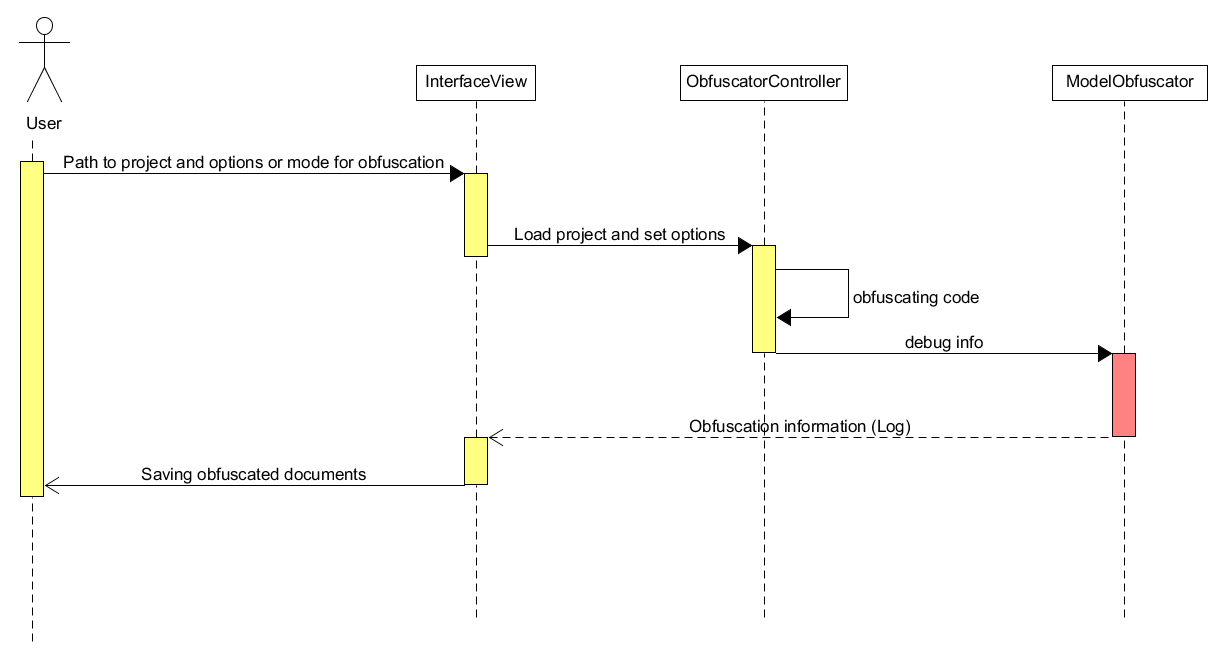 User
InterfaceView
ObfuscatorController
ModelObfuscator
Path to project and options or mode for obfuscation
Load project and set options
obfuscating code
debug info
Obfuscation information (Log)
Saving obfuscated documents